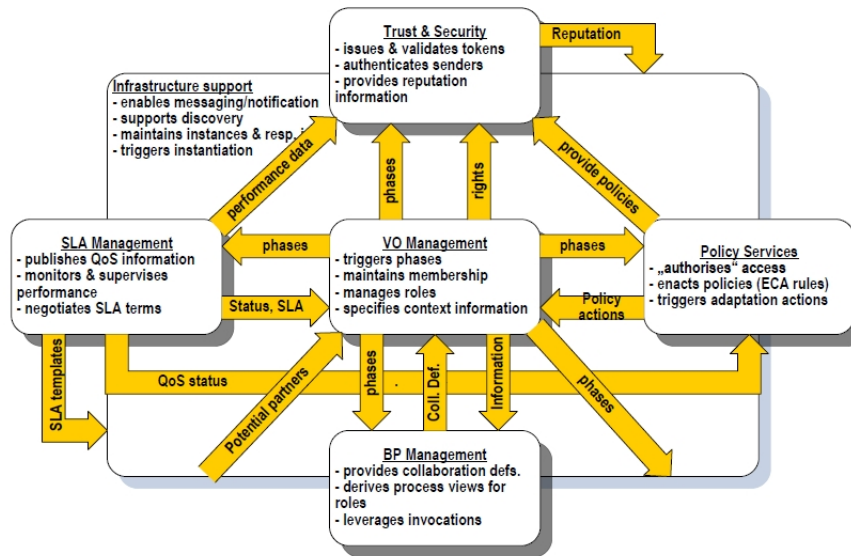 Trust & Security
- issues & validates tokens
- authenticates senders
- provides reputation
information
Reputation
Infrastructure support
- enables messaging/notification
- supports discovery
- maintains instances & resp. i
- triggers instantiation
performance data
phases
rights
provide policies
SLA Management
- publishes QoS information
- monitors & supervises
performance
- negotiates SLA terms
phases
VO Management
- triggers phases
- maintains membership
- manages roles
- specifies context information
phases
Policy Services
- „authorises“ access
- enacts policies (ECA rules)
- triggers adaptation actions
Status, SLA
Policy
actions
SLA templates
QoS status
Potential partners
phases
Coll. Def.
Information
phases
BP Management
- provides collaboration defs.
- derives process views for
roles
- leverages invocations